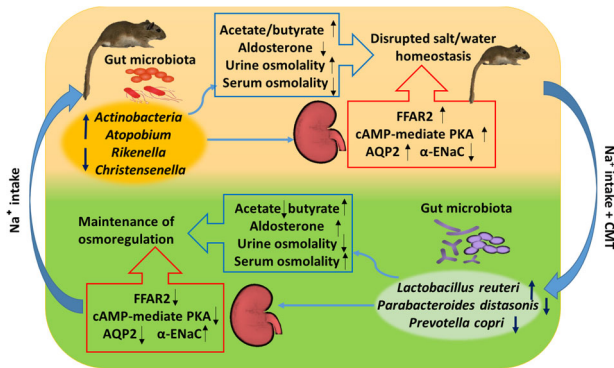 Acetate/butyrate ↑
Aldosterone ↓
Urine osmolality ↑
Serum osmolality ↓
Disrupted salt/water
homeostasis
Gut microbiota
Actinobacteria
Atopobium
Rikenella
Christensenella
FFAR2 ↑
cAMP-mediate PKA ↑
AQP2 ↑ α-ENaC ↓
Na+ intake
Na+ intake + CMT
Maintenance of
osmoregulation
Acetate↓ butyrate ↑
Aldosterone ↑
Urine osmolality ↓
Serum osmolality ↑
Gut microbiota
Lactobacillus reuteri ↑
Parabacteroides distasonis ↓
Prevotella copri ↓
FFAR2 ↓
cAMP-mediate PKA ↓
AQP2 ↓ α-ENaC ↑